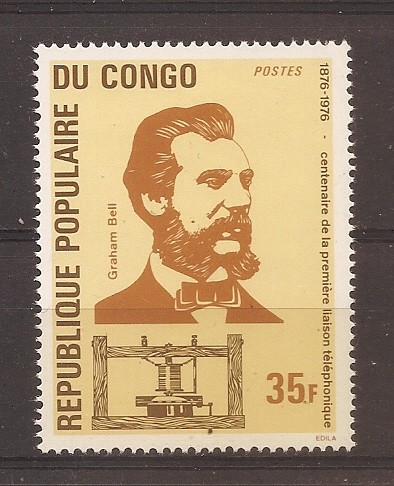 REPUBLIQUE POPULAIRE
DU CONGO
POSTES
1876-1976 - centenaire de la première liaison téléphonique
Graham Bell
35F
EDILA